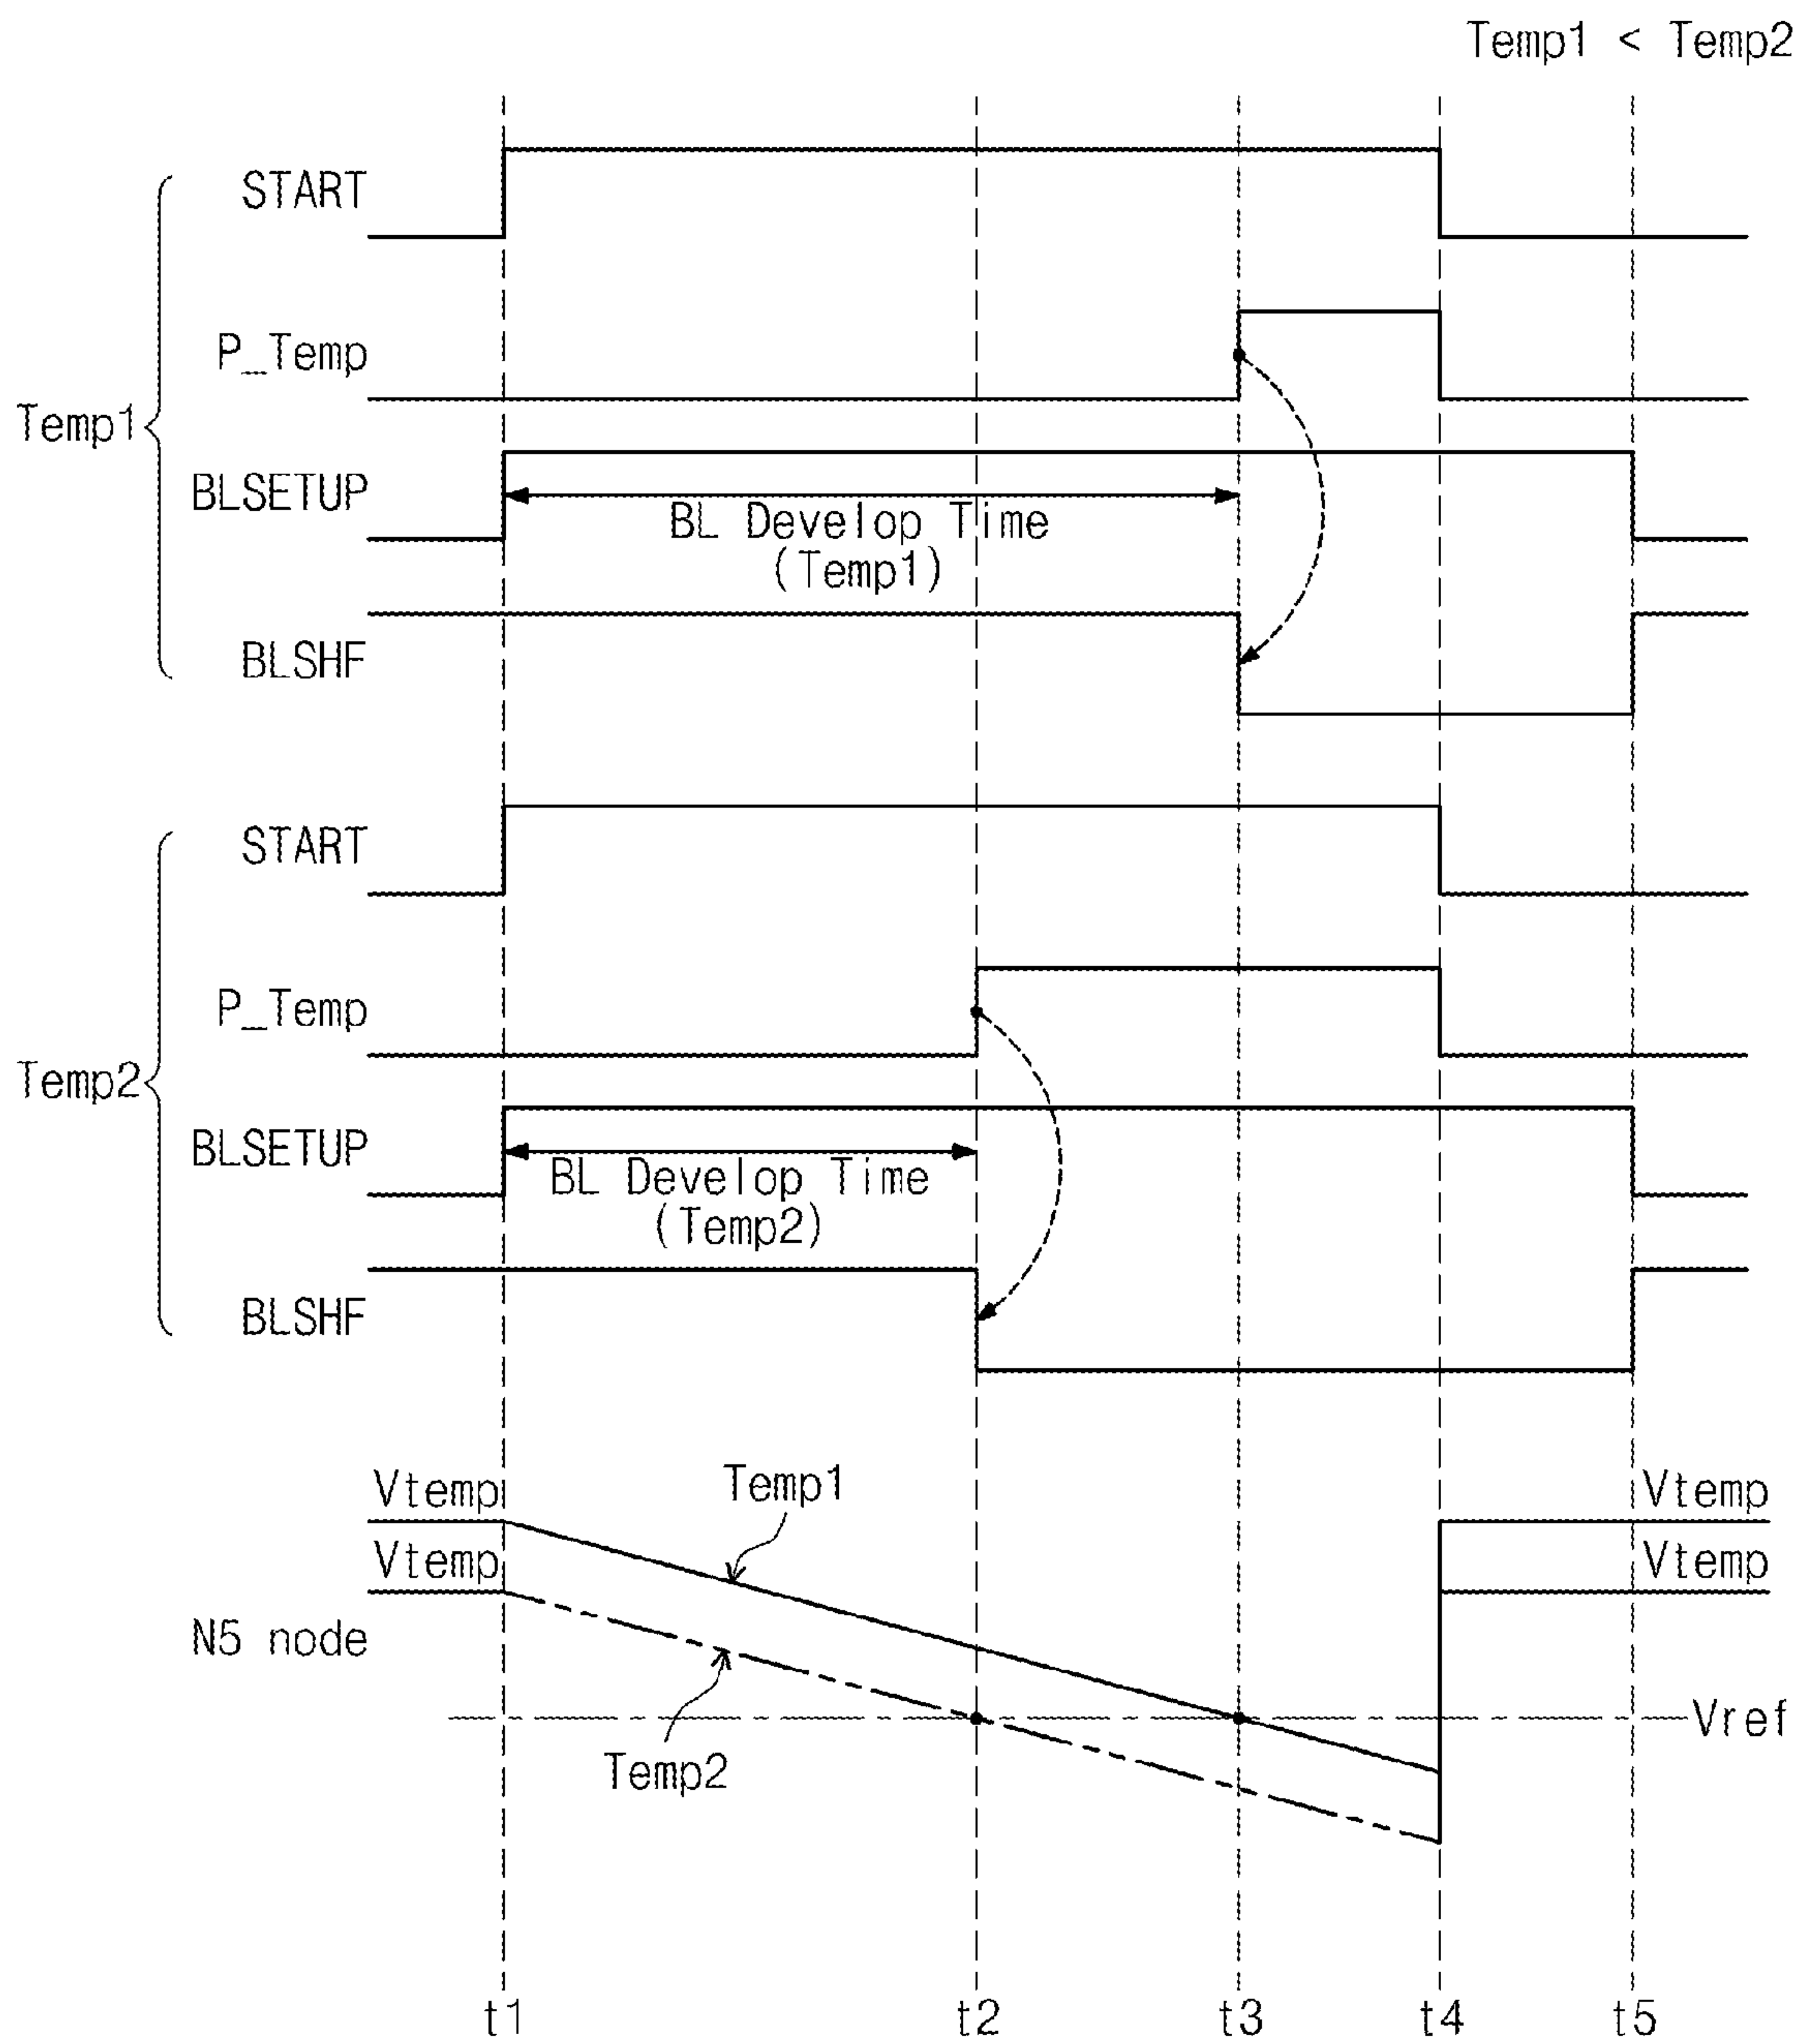 Temp1 < Temp2
START
P_Temp
Temp1
BLSETUP
BL Develop Time
(Temp1)
BLSHF
START
P_Temp
Temp2
BLSETUP
BL Develop Time
(Temp2)
BLSHF
Vtemp
Temp1
Vtemp
Vtemp
Vtemp
N5 node
Vref
Temp2
t1
t2
t3
t4
t5